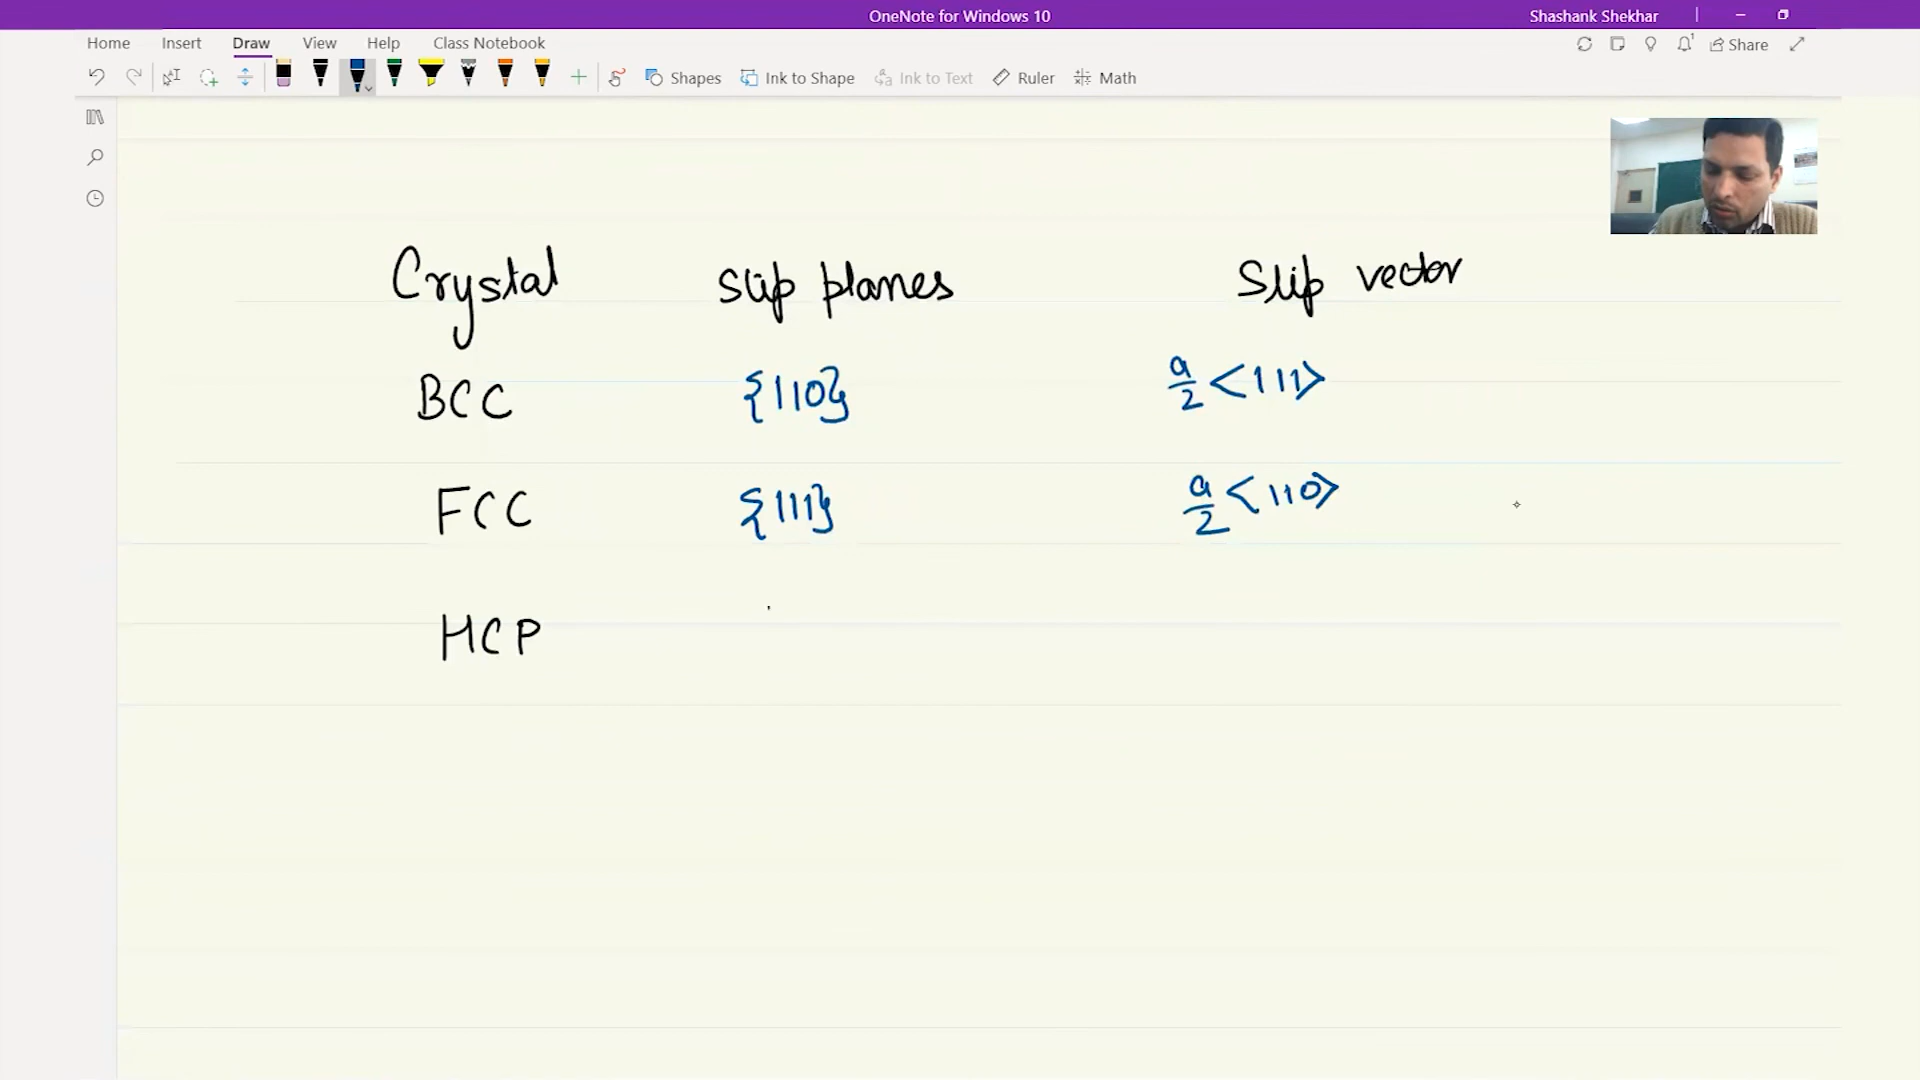 OneNote for Windows 10
Shashank Shekhar
Home Insert Draw View Help Class Notebook
Share
Shapes Ink to Shape Ink to Text Ruler Math
Crystal Slip planes Slip vector
BCC {110} a/2 <111>
FCC {111} a/2 <110>
HCP